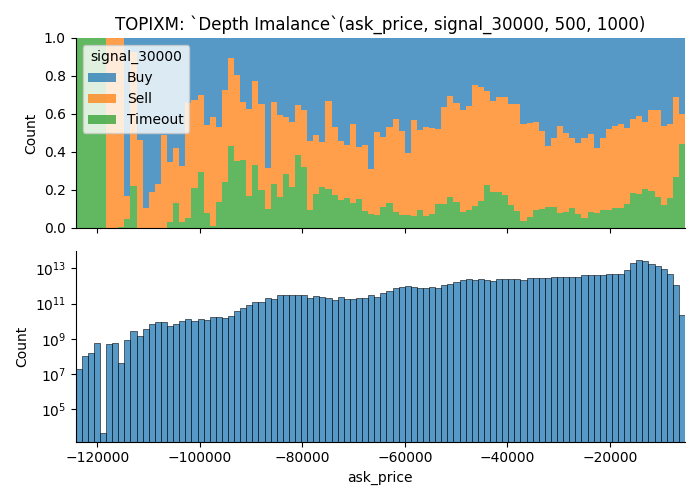 TOPIXM: `Depth Imalance`(ask_price, signal_30000, 500, 1000)
1.0
0.8
0.6
0.4
0.2
0.0
Count
signal_30000
Buy
Sell
Timeout
10^13
10^11
10^9
10^7
10^5
Count
−120000
−100000
−80000
−60000
−40000
−20000
ask_price